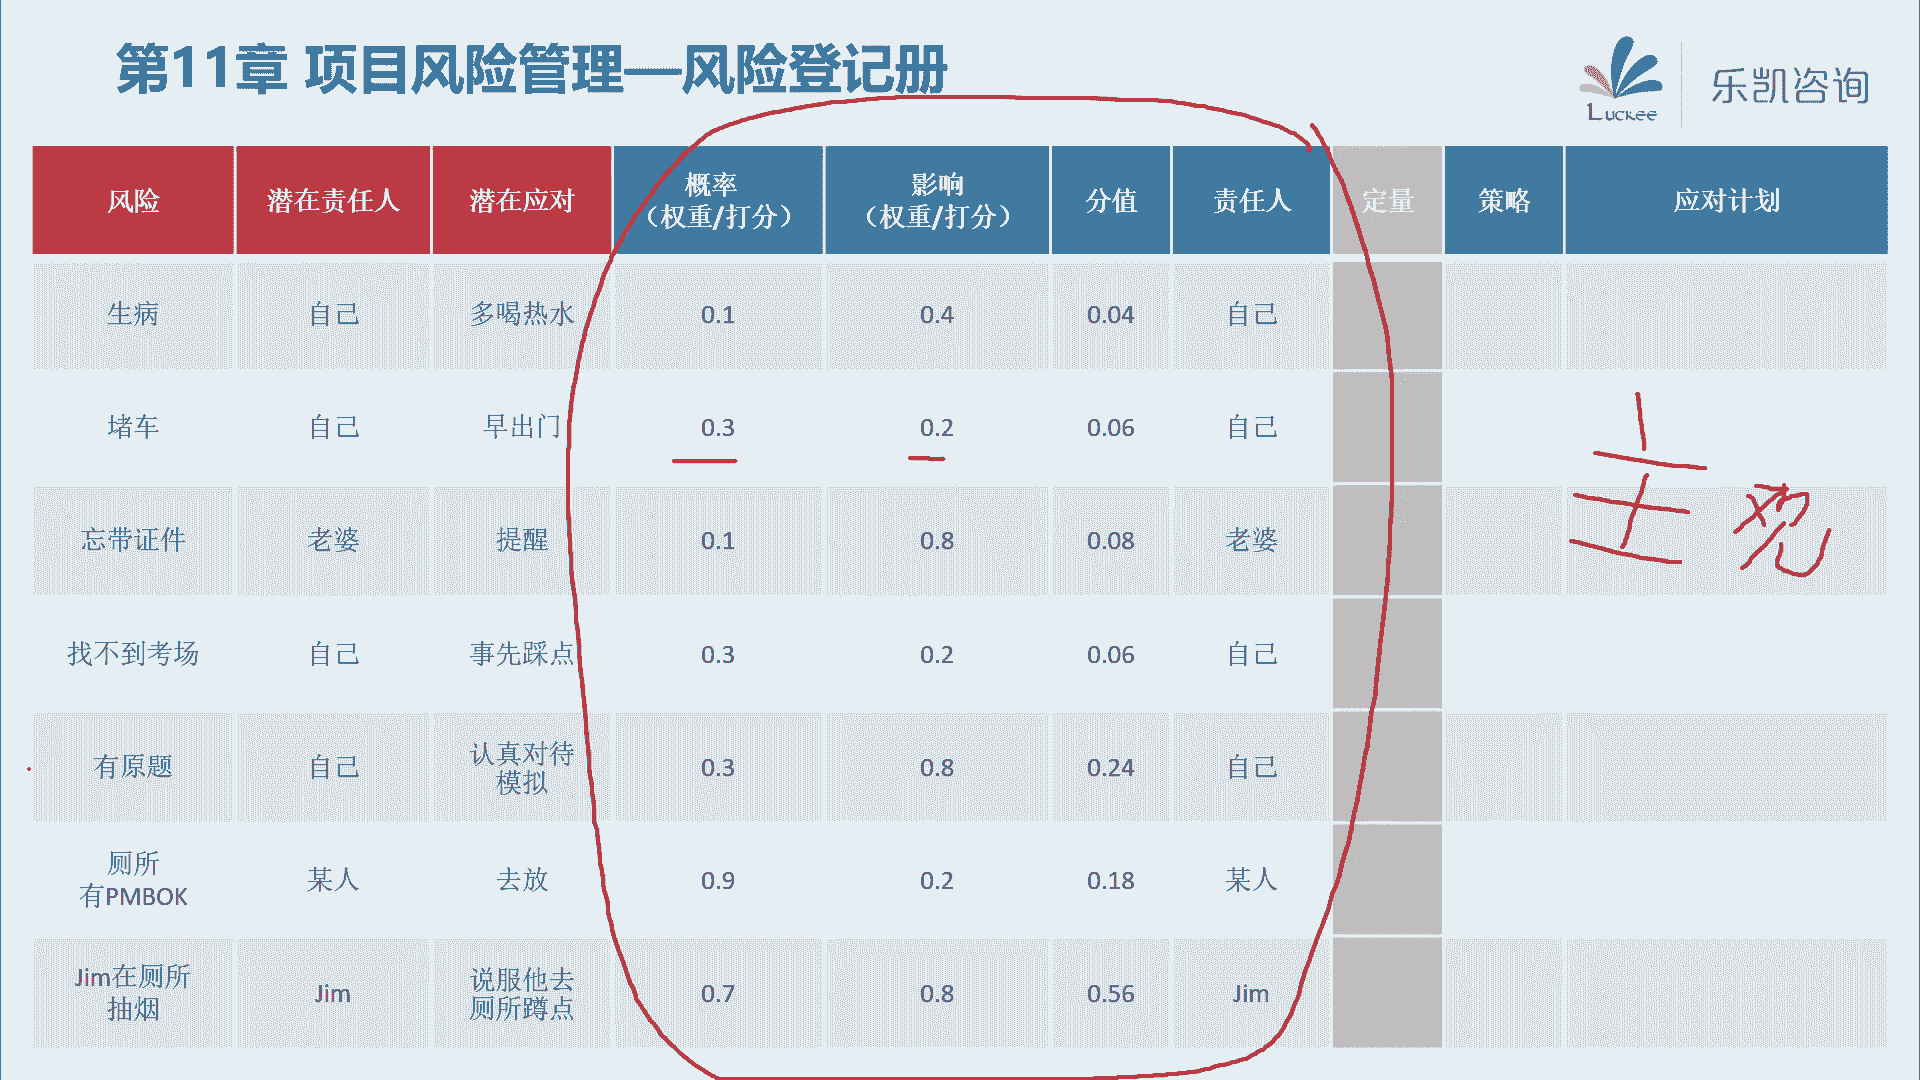 第11章 项目风险管理—风险登记册
Luckee
乐凯咨询
风险 潜在责任人 潜在应对 概率（权重/打分） 影响（权重/打分） 分值 责任人 定量 策略 应对计划
生病 自己 多喝热水 0.1 0.4 0.04 自己
堵车 自己 早出门 0.3 0.2 0.06 自己
忘带证件 老婆 提醒 0.1 0.8 0.08 老婆
找不到考场 自己 事先踩点 0.3 0.2 0.06 自己
有原题 自己 认真对待模拟 0.3 0.8 0.24 自己
厕所有PMBOK 某人 去放 0.9 0.2 0.18 某人
Jim在厕所抽烟 Jim 说服他去厕所蹲点 0.7 0.8 0.56 Jim
主观